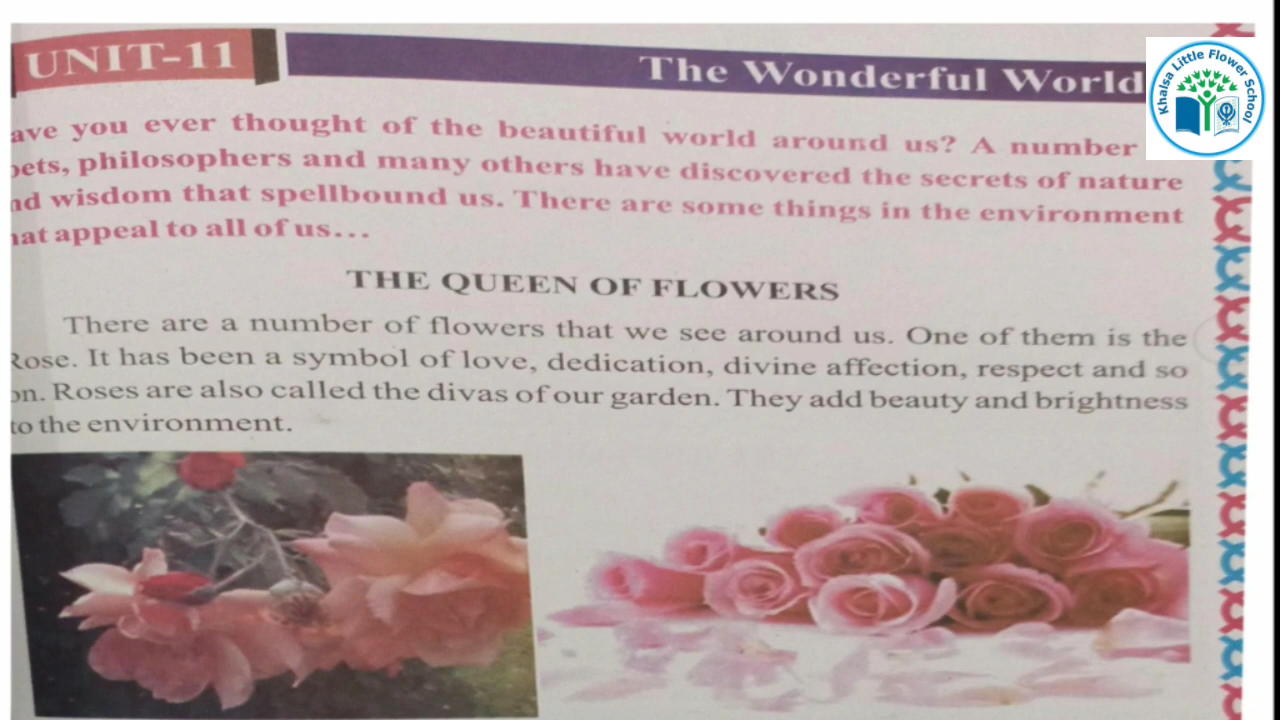 UNIT-11
The Wonderful World
Khalsa Little Flower School
ave you ever thought of the beautiful world around us? A number
oets, philosophers and many others have discovered the secrets of nature
nd wisdom that spellbound us. There are some things in the environment
hat appeal to all of us...
THE QUEEN OF FLOWERS
There are a number of flowers that we see around us. One of them is the
Rose. It has been a symbol of love, dedication, divine affection, respect and so
on. Roses are also called the divas of our garden. They add beauty and brightness
to the environment.